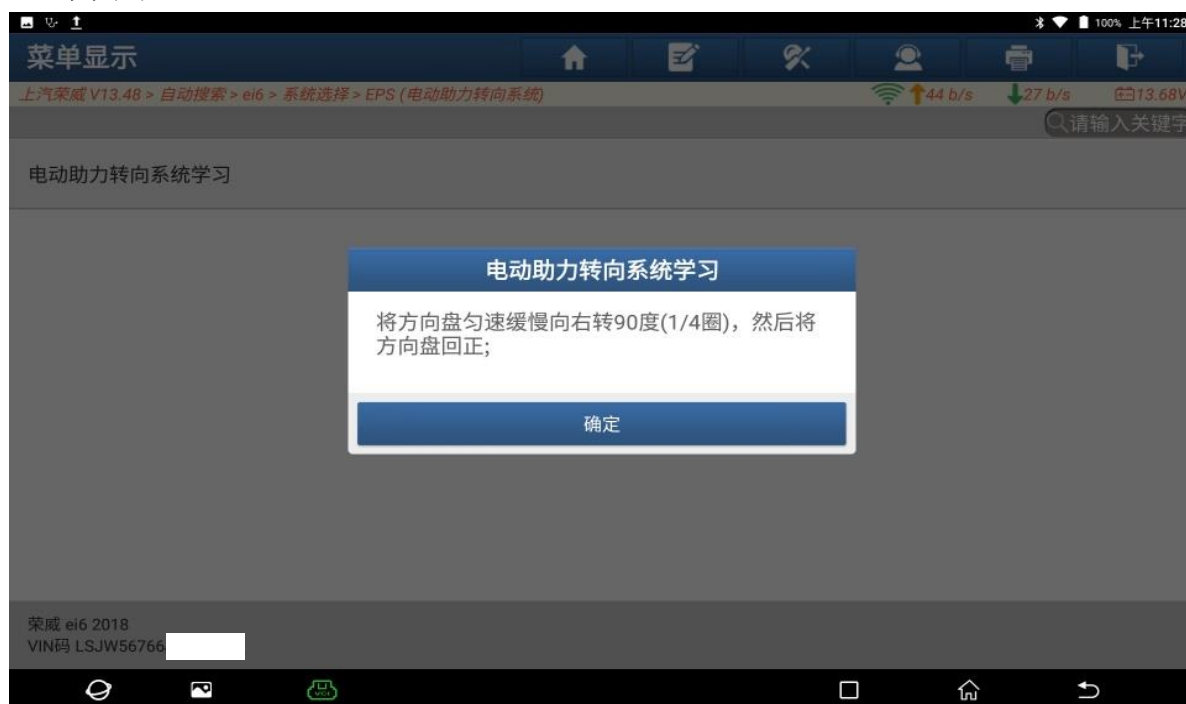 100% 上午11:28
菜单显示
上汽荣威 V13.48 > 自动搜索 > ei6 > 系统选择 > EPS (电动助力转向系统)
44 b/s 27 b/s 13.68V
请输入关键字
电动助力转向系统学习
电动助力转向系统学习
将方向盘匀速缓慢向右转90度(1/4圈)，然后将
方向盘回正;
确定
荣威 ei6 2018
VIN码 LSJW56766
VCI